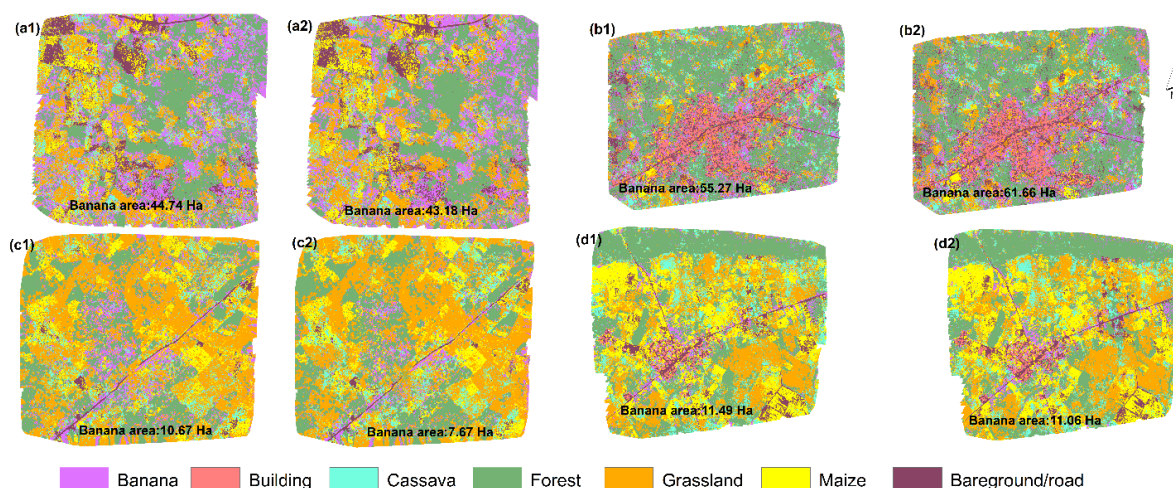 (a1)
(a2)
(b1)
(b2)
Banana area:44.74 Ha
Banana area:43.18 Ha
Banana area:55.27 Ha
Banana area:61.66 Ha
(c1)
(c2)
(d1)
(d2)
Banana area:10.67 Ha
Banana area:7.67 Ha
Banana area:11.49 Ha
Banana area:11.06 Ha
Banana Building Cassava Forest Grassland Maize Bareground/road